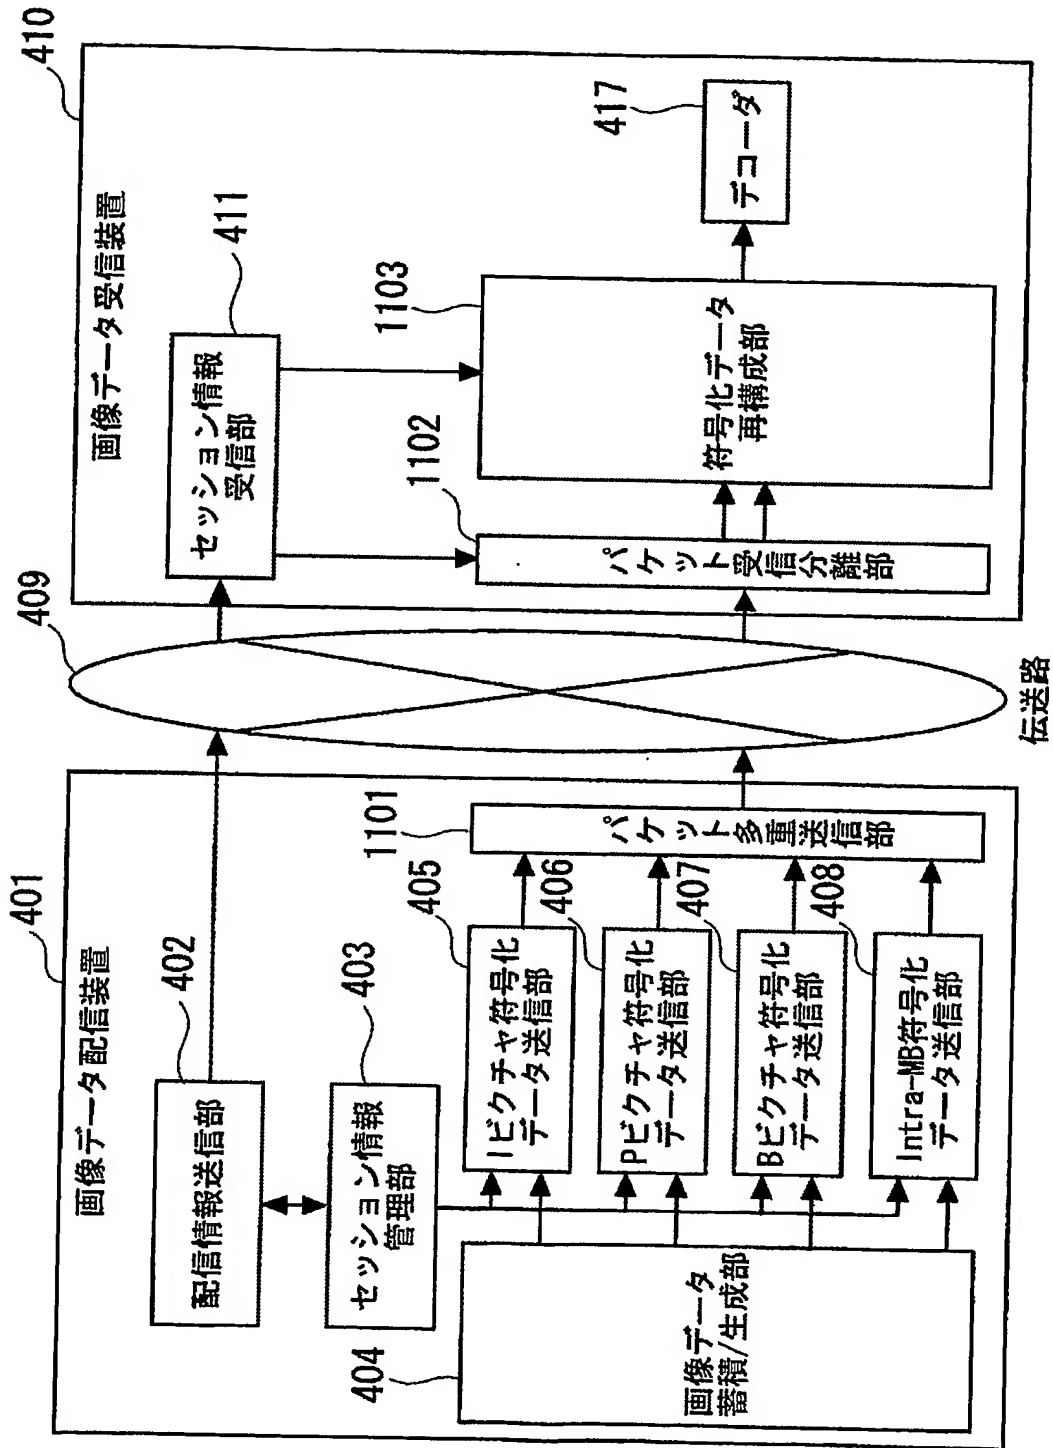 401
画像データ配信装置
402
配信情報送信部
403
セッション情報
管理部
404
画像データ
蓄積/生成部
405
Iピクチャ符号化
データ送信部
406
Pピクチャ符号化
データ送信部
407
Bピクチャ符号化
データ送信部
408
Intra-MB符号化
データ送信部
1101
パケット多重送信部
409
伝送路
410
画像データ受信装置
411
セッション情報
受信部
1102
パケット受信分離部
1103
符号化データ
再構成部
417
デコーダ